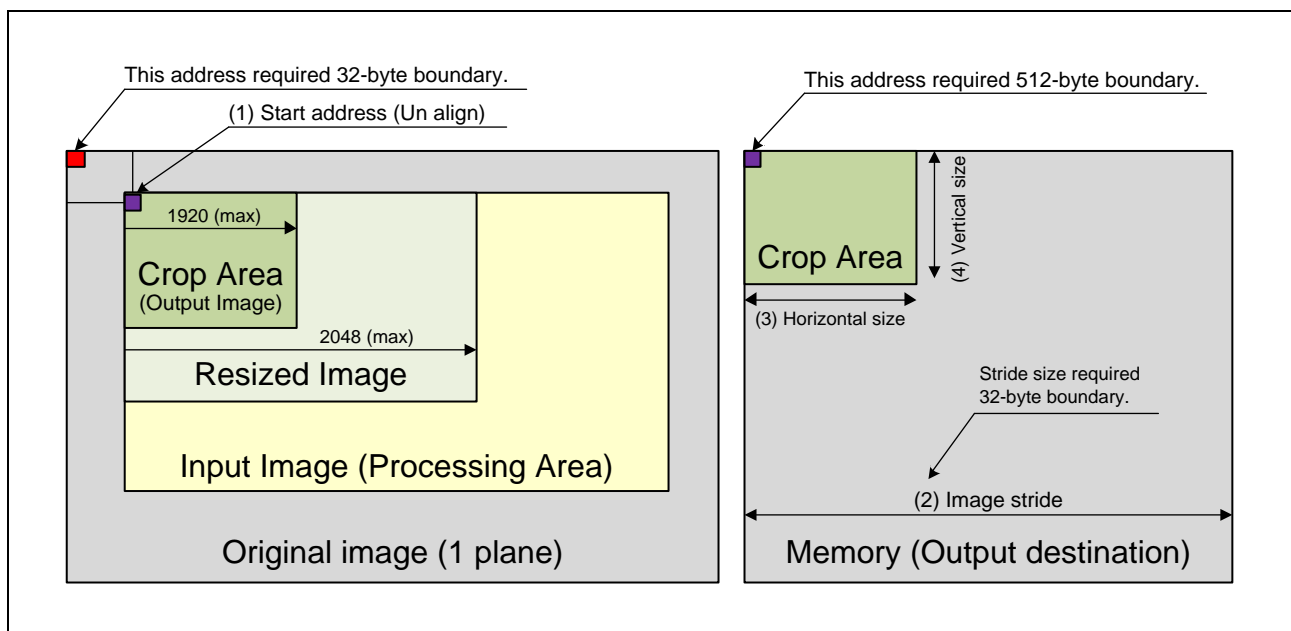 This address required 32-byte boundary.
(1) Start address (Un align)
1920 (max)
Crop Area
(Output Image)
2048 (max)
Resized Image
Input Image (Processing Area)
Original image (1 plane)
This address required 512-byte boundary.
Crop Area
(4) Vertical size
(3) Horizontal size
Stride size required
32-byte boundary.
(2) Image stride
Memory (Output destination)